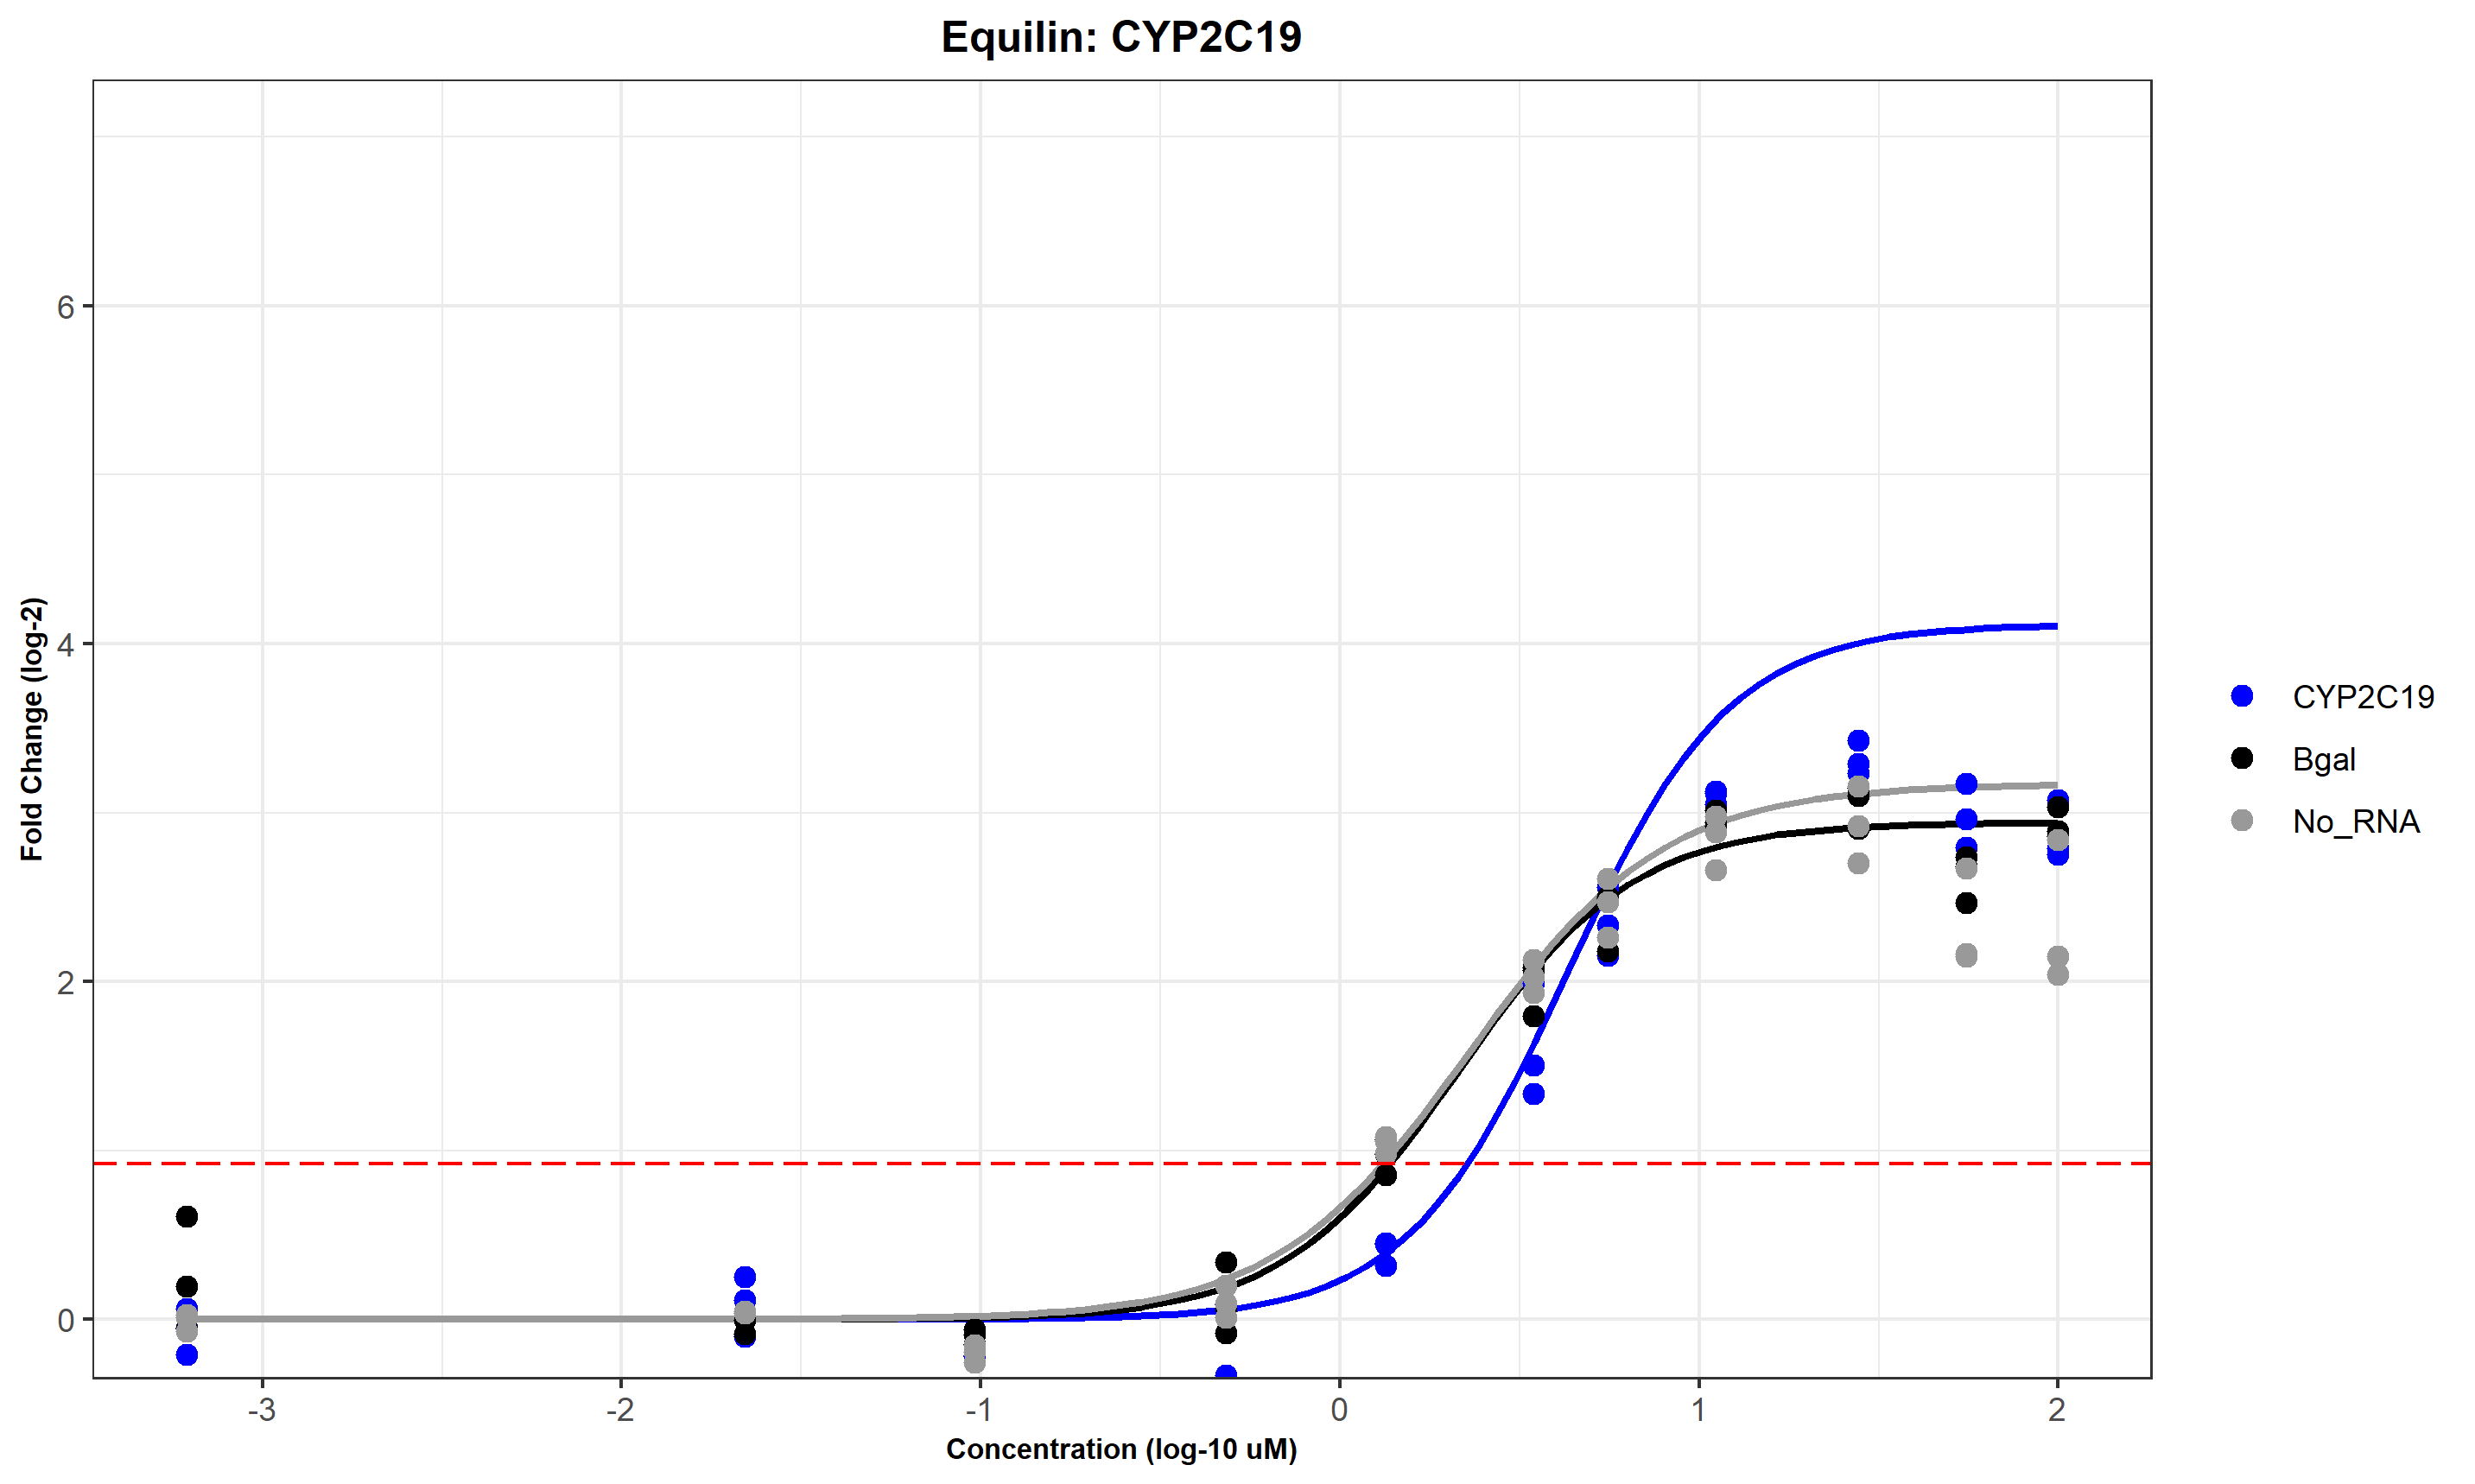 Equilin: CYP2C19
Fold Change (log-2)
6
4
2
0
-3
-2
-1
0
1
2
Concentration (log-10 uM)
CYP2C19
Bgal
No_RNA